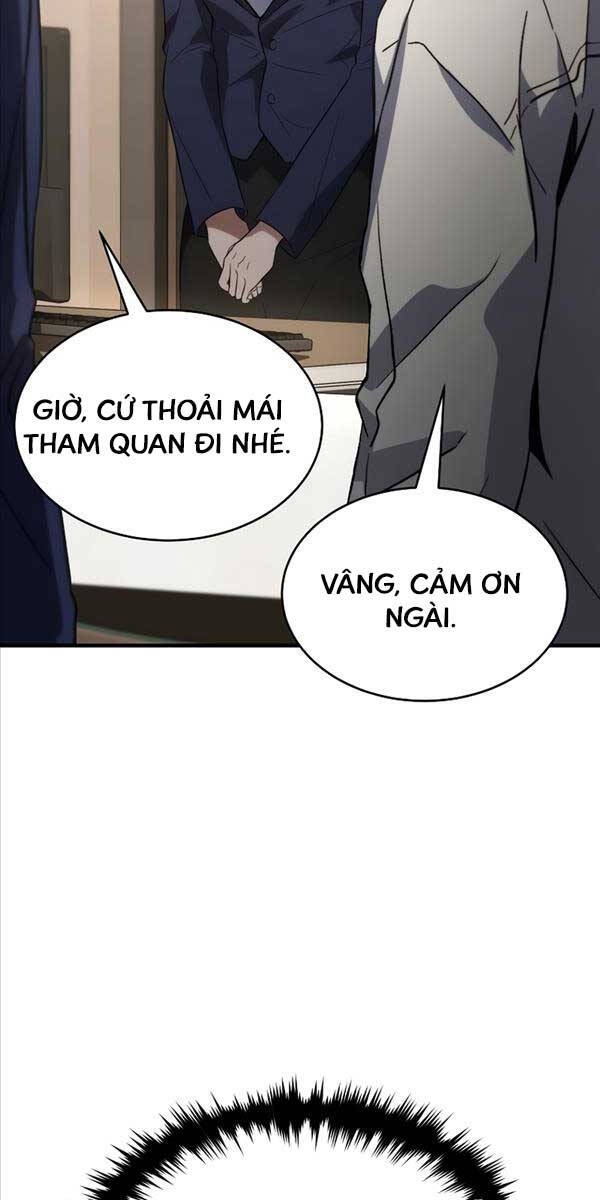 GIỜ, CỨ THOẢI MÁI
THAM QUAN ĐI NHÉ.
VÂNG, CẢM ƠN
NGÀI.